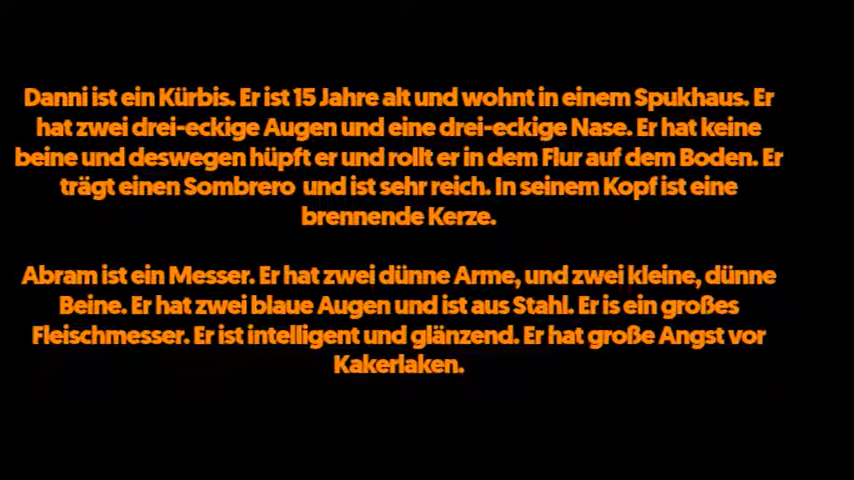 Danni ist ein Kürbis. Er ist 15 Jahre alt und wohnt in einem Spukhaus. Er
hat zwei drei-eckige Augen und eine drei-eckige Nase. Er hat keine
beine und deswegen hüpft er und rollt er in dem Flur auf dem Boden. Er
trägt einen Sombrero und ist sehr reich. In seinem Kopf ist eine
brennende Kerze.
Abram ist ein Messer. Er hat zwei dünne Arme, und zwei kleine, dünne
Beine. Er hat zwei blaue Augen und ist aus Stahl. Er is ein großes
Fleischmesser. Er ist intelligent und glänzend. Er hat große Angst vor
Kakerlaken.